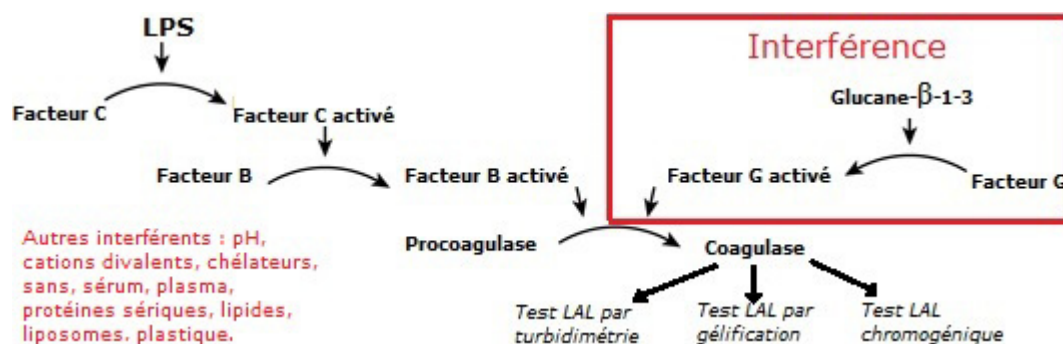 LPS
Interférence
Glucane-β-1-3
Facteur C
Facteur C activé
Facteur B
Facteur B activé
Facteur G activé
Facteur G
Procoagulase
Coagulase
Autres interférents : pH,
cations divalents, chélateurs,
sans, sérum, plasma,
protéines sériques, lipides,
liposomes, plastique.
Test LAL par
turbidimétrie
Test LAL par
gélification
Test LAL
chromogénique